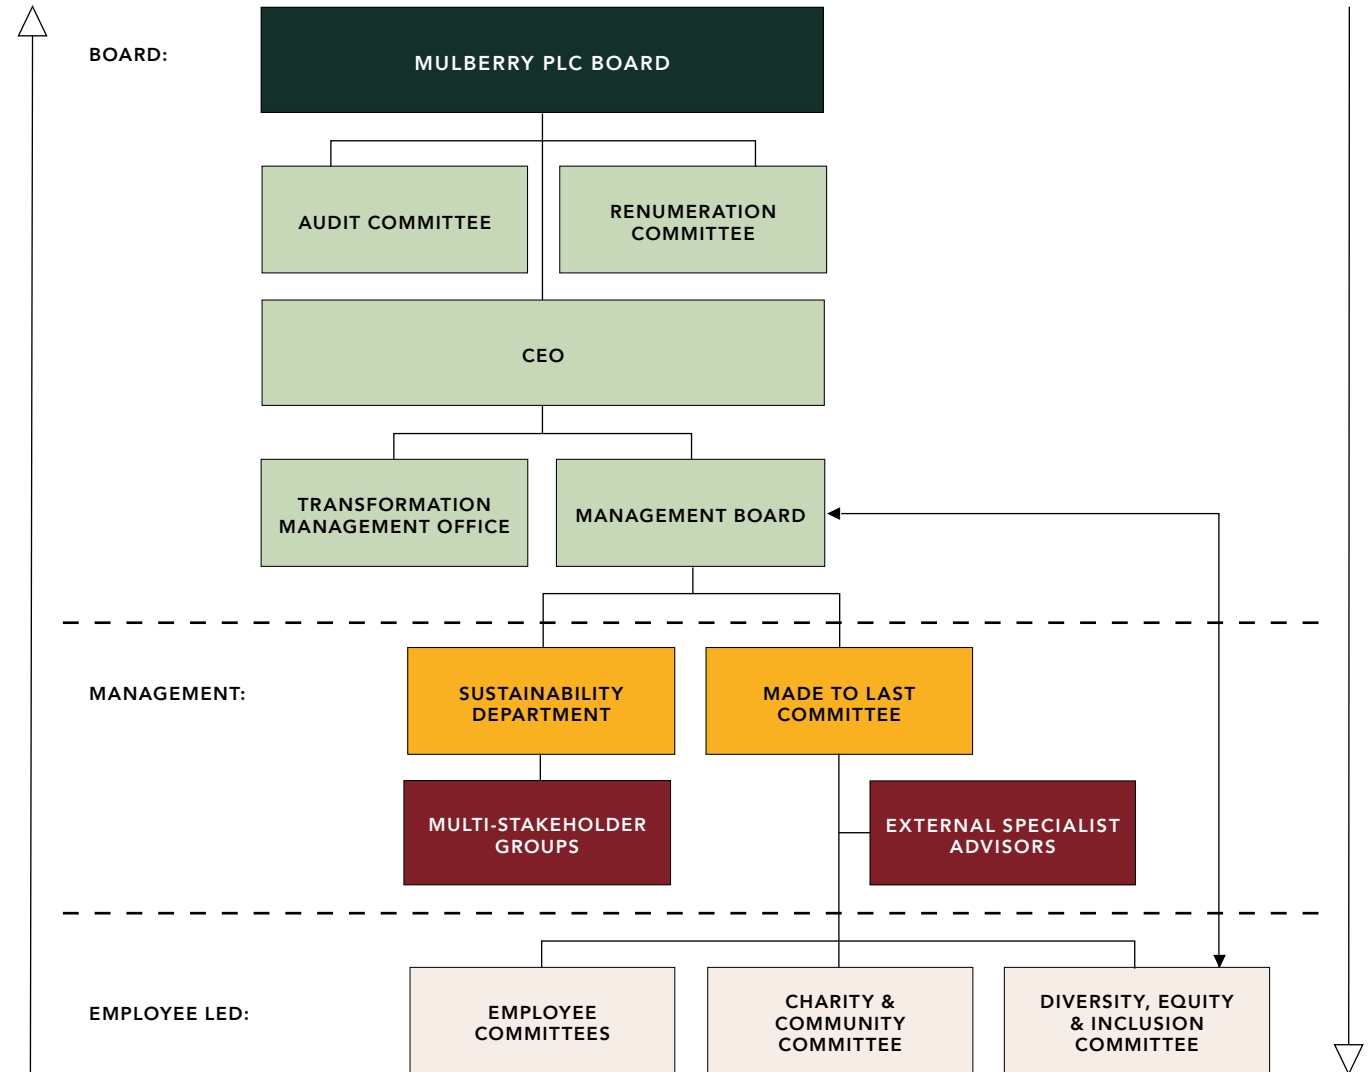 BOARD:
MULBERRY PLC BOARD
AUDIT COMMITTEE
RENUMERATION
COMMITTEE
CEO
TRANSFORMATION
MANAGEMENT OFFICE
MANAGEMENT BOARD
MANAGEMENT:
SUSTAINABILITY
DEPARTMENT
MADE TO LAST
COMMITTEE
MULTI-STAKEHOLDER
GROUPS
EXTERNAL SPECIALIST
ADVISORS
EMPLOYEE LED:
EMPLOYEE
COMMITTEES
CHARITY &
COMMUNITY
COMMITTEE
DIVERSITY, EQUITY
& INCLUSION
COMMITTEE